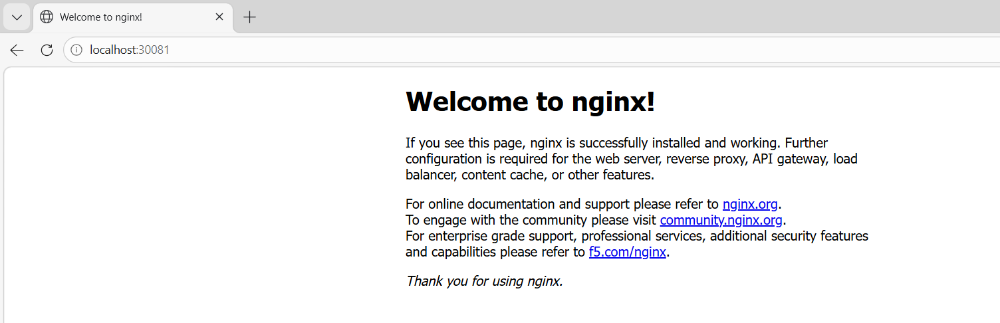 Welcome to nginx!
localhost:30081
Welcome to nginx!
If you see this page, nginx is successfully installed and working. Further
configuration is required for the web server, reverse proxy, API gateway, load
balancer, content cache, or other features.
For online documentation and support please refer to nginx.org.
To engage with the community please visit community.nginx.org.
For enterprise grade support, professional services, additional security features
and capabilities please refer to f5.com/nginx.
Thank you for using nginx.